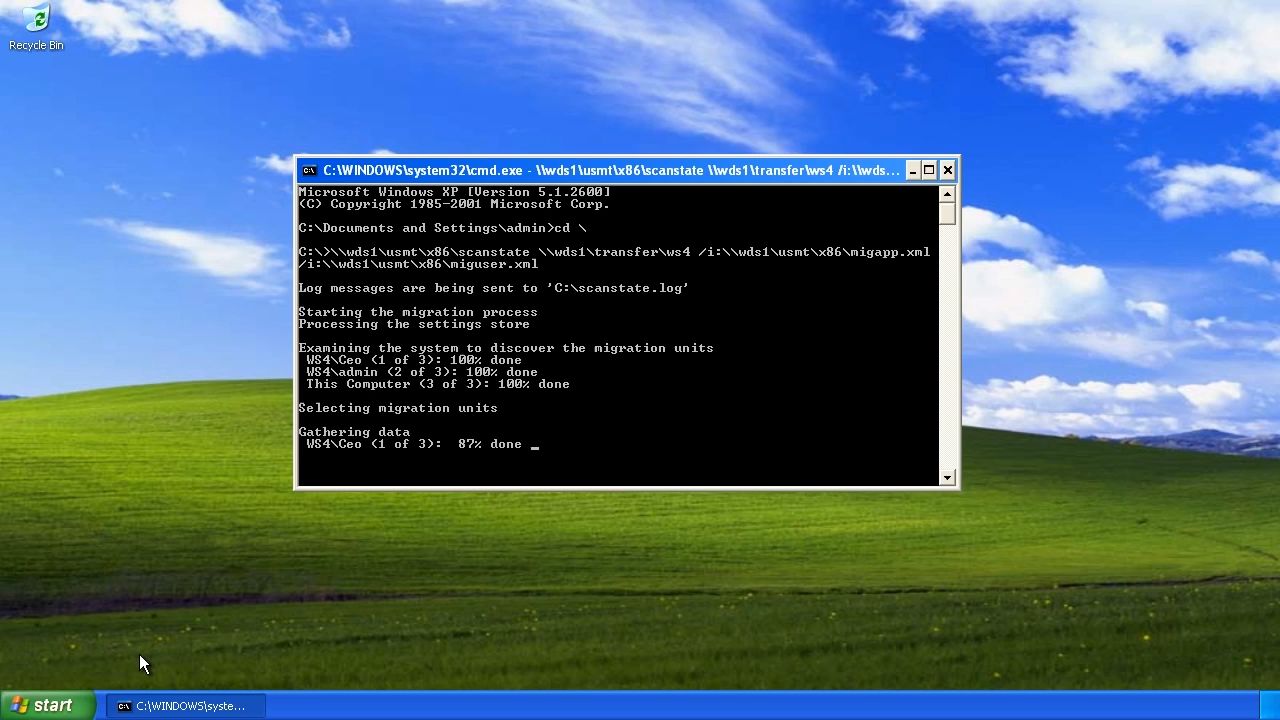 Recycle Bin
C:\WINDOWS\system32\cmd.exe - \\wds1\usmt\x86\scanstate \\wds1\transfer\ws4 /i:\\wds...
Microsoft Windows XP [Version 5.1.2600]
(C) Copyright 1985-2001 Microsoft Corp.
C:\Documents and Settings\admin>cd \
C:\>\\wds1\usmt\x86\scanstate \\wds1\transfer\ws4 /i:\\wds1\usmt\x86\migapp.xml
/i:\\wds1\usmt\x86\miguser.xml
Log messages are being sent to 'C:\scanstate.log'
Starting the migration process
Processing the settings store
Examining the system to discover the migration units
WS4\Ceo (1 of 3): 100% done
WS4\admin (2 of 3): 100% done
This Computer (3 of 3): 100% done
Selecting migration units
Gathering data
WS4\Ceo (1 of 3):  87% done _
start
C:\WINDOWS\syste...